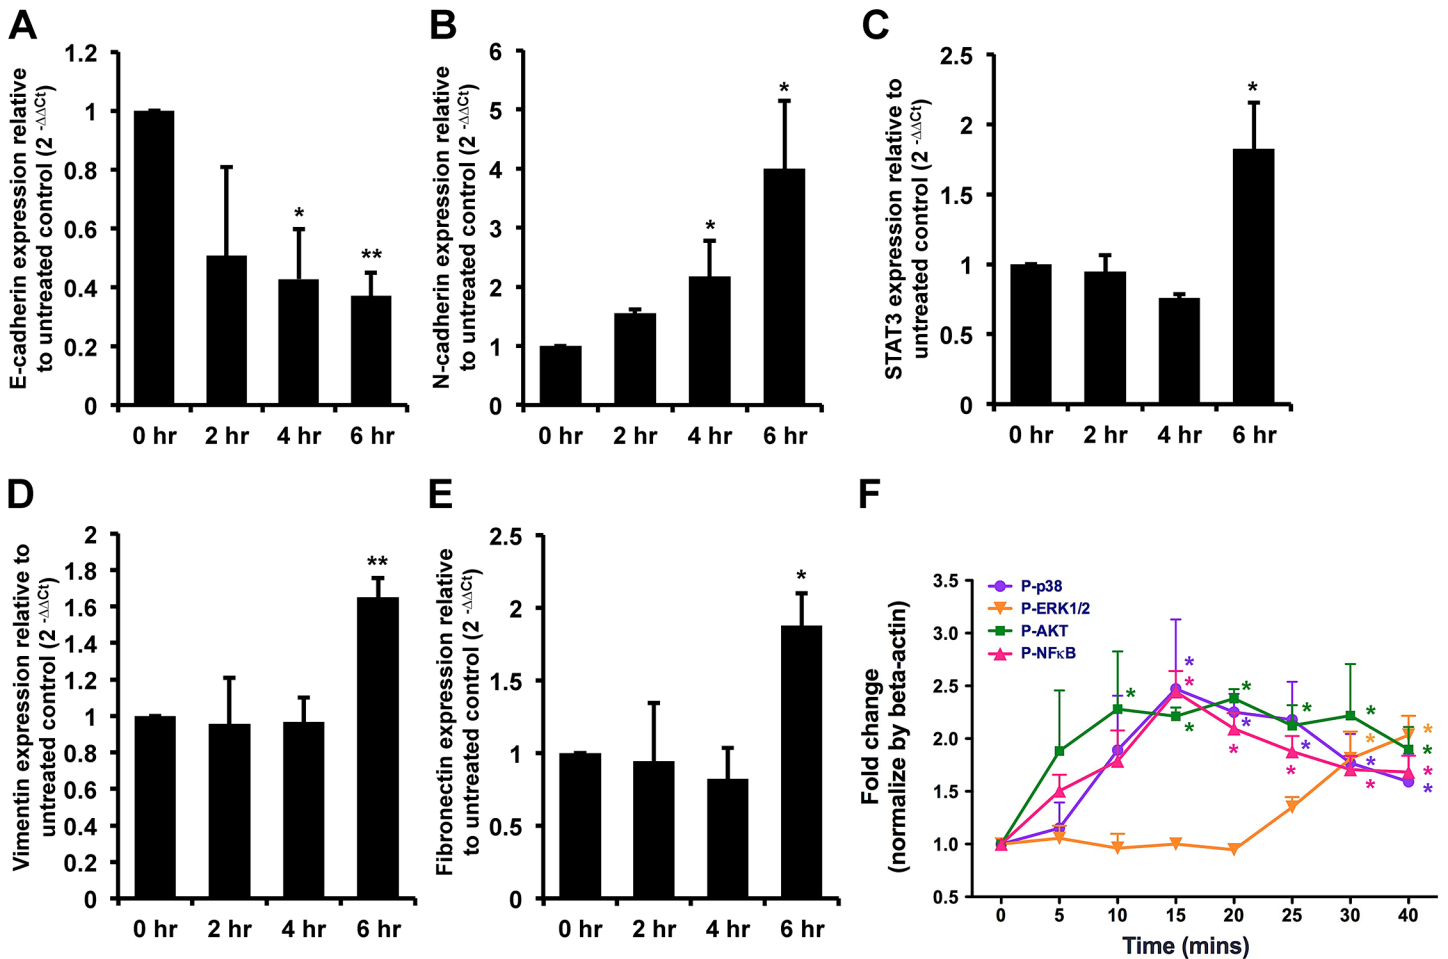 A
E-cadherin expression relative
to untreated control (2 -ΔΔCt)
1.2
1
0.8
0.6
0.4
0.2
0
*
**
0 hr 2 hr 4 hr 6 hr
B
N-cadherin expression relative
to untreated control (2 -ΔΔCt)
6
5
4
3
2
1
0
*
*
0 hr 2 hr 4 hr 6 hr
C
STAT3 expression relative to
untreated control (2 -ΔΔCt)
2.5
2
1.5
1
0.5
0
*
0 hr 2 hr 4 hr 6 hr
D
Vimentin expression relative to
untreated control (2 -ΔΔCt)
2
1.8
1.6
1.4
1.2
1
0.8
0.6
0.4
0.2
0
**
0 hr 2 hr 4 hr 6 hr
E
Fibronectin expression relative
to untreated control (2 -ΔΔCt)
2.5
2
1.5
1
0.5
0
*
0 hr 2 hr 4 hr 6 hr
F
Fold change
(normalize by beta-actin)
3.5
3.0
2.5
2.0
1.5
1.0
0.5
P-p38
P-ERK1/2
P-AKT
P-NFκB
* * * * * * * * * * * * * * * * * *
0 5 10 15 20 25 30 40
Time (mins)